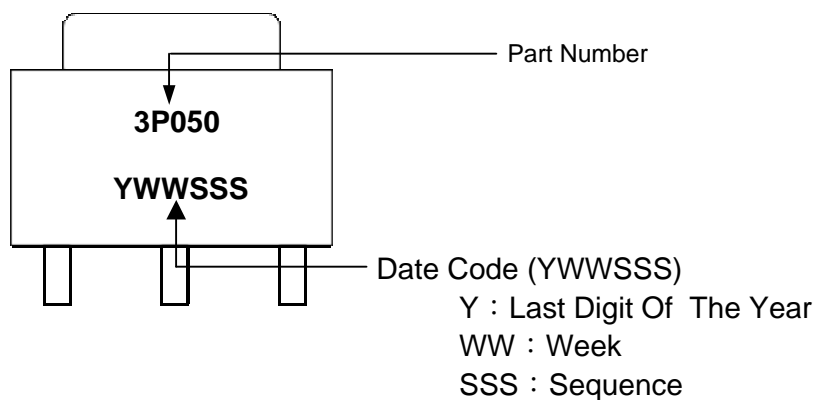 Part Number
3P050
YWWSSS
Date Code (YWWSSS)
Y：Last Digit Of The Year
WW：Week
SSS：Sequence